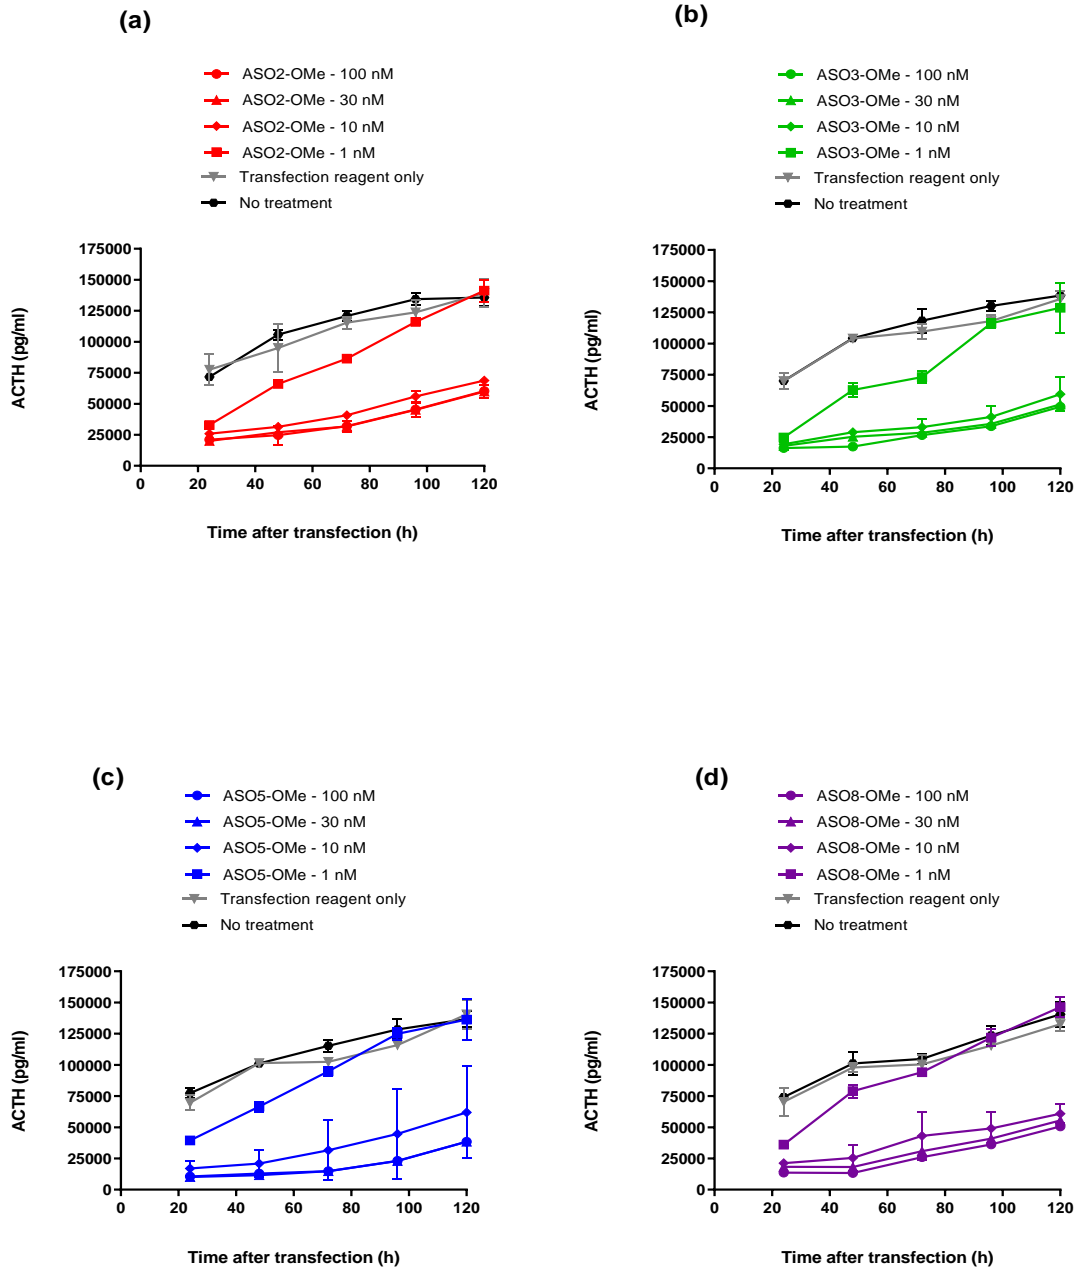 (a)
ASO2-OMe - 100 nM
ASO2-OMe - 30 nM
ASO2-OMe - 10 nM
ASO2-OMe - 1 nM
Transfection reagent only
No treatment
175000
150000
125000
100000
75000
50000
25000
0
0 20 40 60 80 100 120
ACTH (pg/ml)
Time after transfection (h)
(b)
ASO3-OMe - 100 nM
ASO3-OMe - 30 nM
ASO3-OMe - 10 nM
ASO3-OMe - 1 nM
Transfection reagent only
No treatment
175000
150000
125000
100000
75000
50000
25000
0
0 20 40 60 80 100 120
ACTH (pg/ml)
Time after transfection (h)
(c)
ASO5-OMe - 100 nM
ASO5-OMe - 30 nM
ASO5-OMe - 10 nM
ASO5-OMe - 1 nM
Transfection reagent only
No treatment
175000
150000
125000
100000
75000
50000
25000
0
0 20 40 60 80 100 120
ACTH (pg/ml)
Time after transfection (h)
(d)
ASO8-OMe - 100 nM
ASO8-OMe - 30 nM
ASO8-OMe - 10 nM
ASO8-OMe - 1 nM
Transfection reagent only
No treatment
175000
150000
125000
100000
75000
50000
25000
0
0 20 40 60 80 100 120
ACTH (pg/ml)
Time after transfection (h)